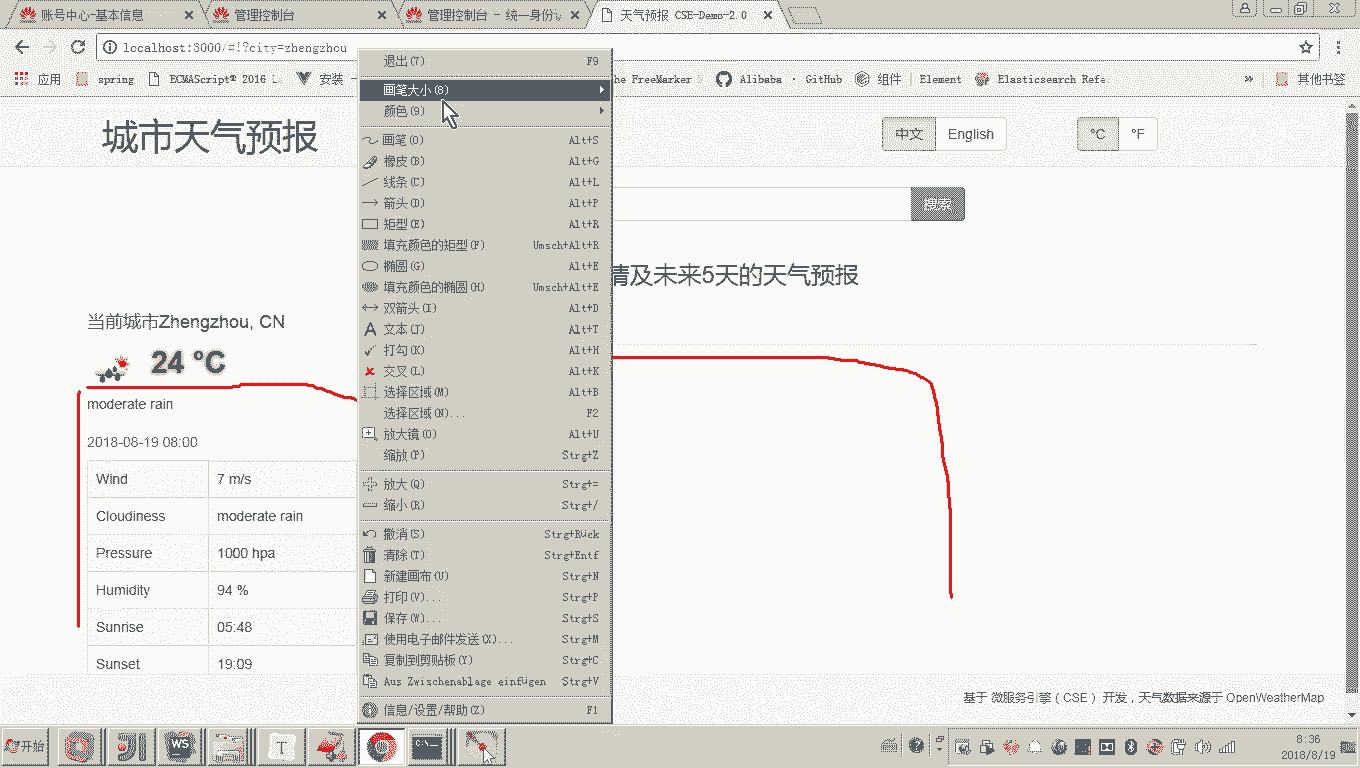 账号中心-基本信息
管理控制台
管理控制台 - 统一身份
天气预报 CSE-Demo-2.0
localhost:3000/#!?city=zhengzhou
应用
spring
ECMAScript® 2016 L
安装 -
he FreeMarker
Alibaba · GitHub
组件
Element
Elasticsearch Refe
»
其他书签
城市天气预报
中文
English
°C
°F
搜索
情及未来5天的天气预报
当前城市Zhengzhou, CN
24 °C
moderate rain
2018-08-19 08:00
Wind 7 m/s
Cloudiness moderate rain
Pressure 1000 hpa
Humidity 94 %
Sunrise 05:48
Sunset 19:09
退出(7) F9
画笔大小(8)
颜色(9)
画笔(0) Alt+S
橡皮(B) Alt+G
线条(C) Alt+L
箭头(D) Alt+P
矩型(E) Alt+R
填充颜色的矩型(F) Umsch+Alt+R
椭圆(G) Alt+E
填充颜色的椭圆(H) Umsch+Alt+E
双箭头(I) Alt+D
文本(J) Alt+T
打勾(K) Alt+H
交叉(L) Alt+K
选择区域(M) Alt+B
选择区域(N)... F2
放大镜(O) Alt+U
缩放(P) Strg+Z
放大(Q) Strg+=
缩小(R) Strg+/
撤消(S) Strg+Rück
清除(T) Strg+Entf
新建画布(U) Strg+N
打印(V)... Strg+P
保存(W)... Strg+S
使用电子邮件发送(X)... Strg+M
复制到剪贴板(Y) Strg+C
Aus Zwischenablage einfügen Strg+V
信息/设置/帮助(Z) F1
基于 微服务引擎（CSE）开发，天气数据来源于 OpenWeatherMap
开始
WS
T
C:\
8:36
2018/8/19